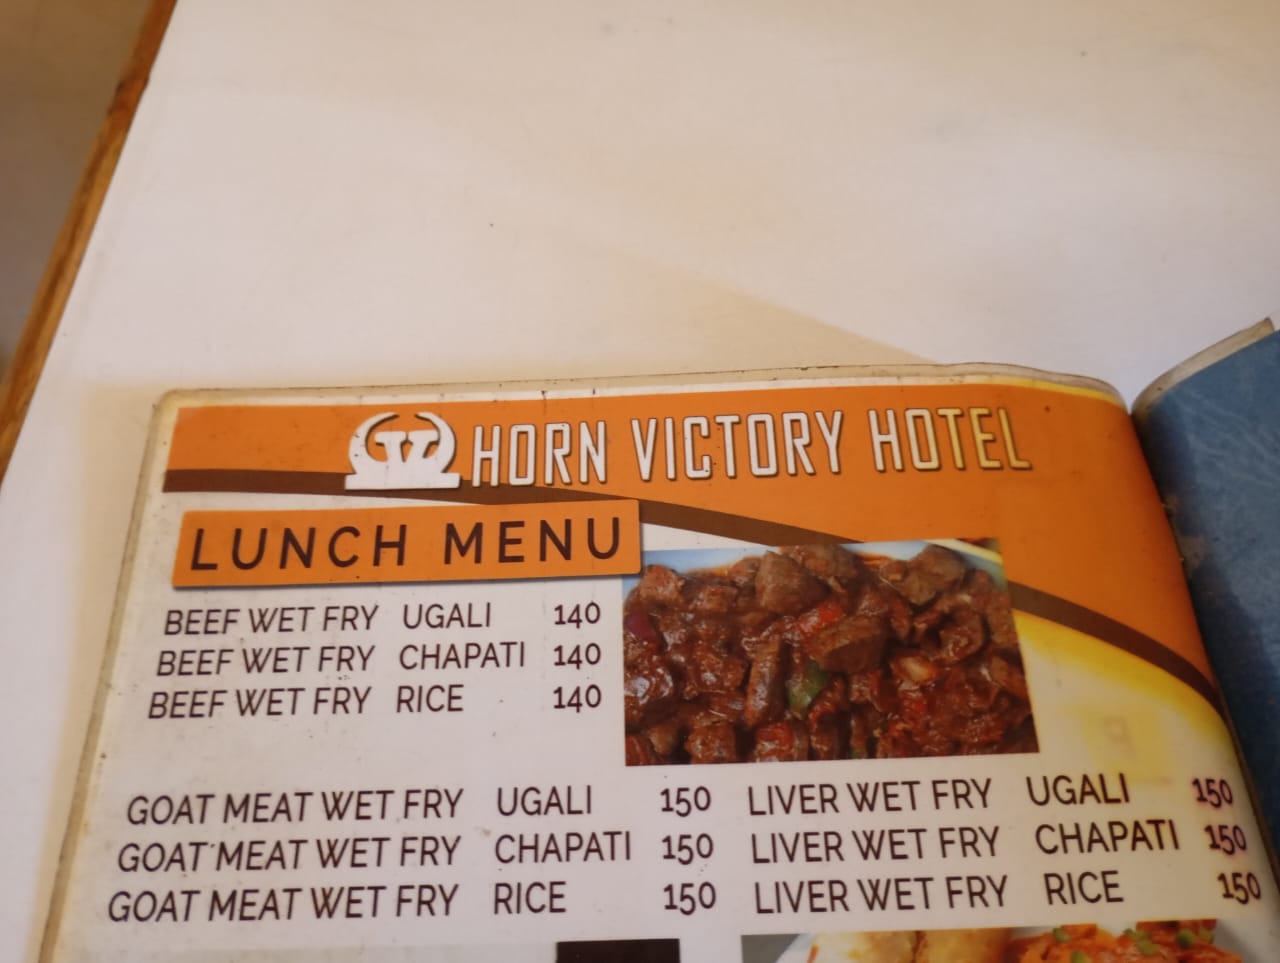 V HORN VICTORY HOTEL
LUNCH MENU
BEEF WET FRY UGALI 140
BEEF WET FRY CHAPATI 140
BEEF WET FRY RICE 140
GOAT MEAT WET FRY UGALI 150
GOAT MEAT WET FRY CHAPATI 150
GOAT MEAT WET FRY RICE 150
LIVER WET FRY UGALI 150
LIVER WET FRY CHAPATI 150
LIVER WET FRY RICE 150